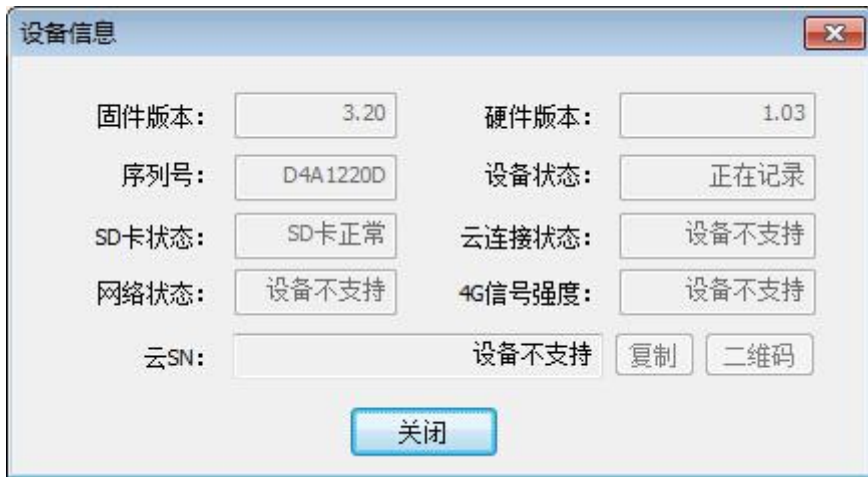 设备信息
固件版本： 3.20 硬件版本： 1.03
序列号： D4A1220D 设备状态： 正在记录
SD卡状态： SD卡正常 云连接状态： 设备不支持
网络状态： 设备不支持 4G信号强度： 设备不支持
云SN： 设备不支持 复制 二维码
关闭